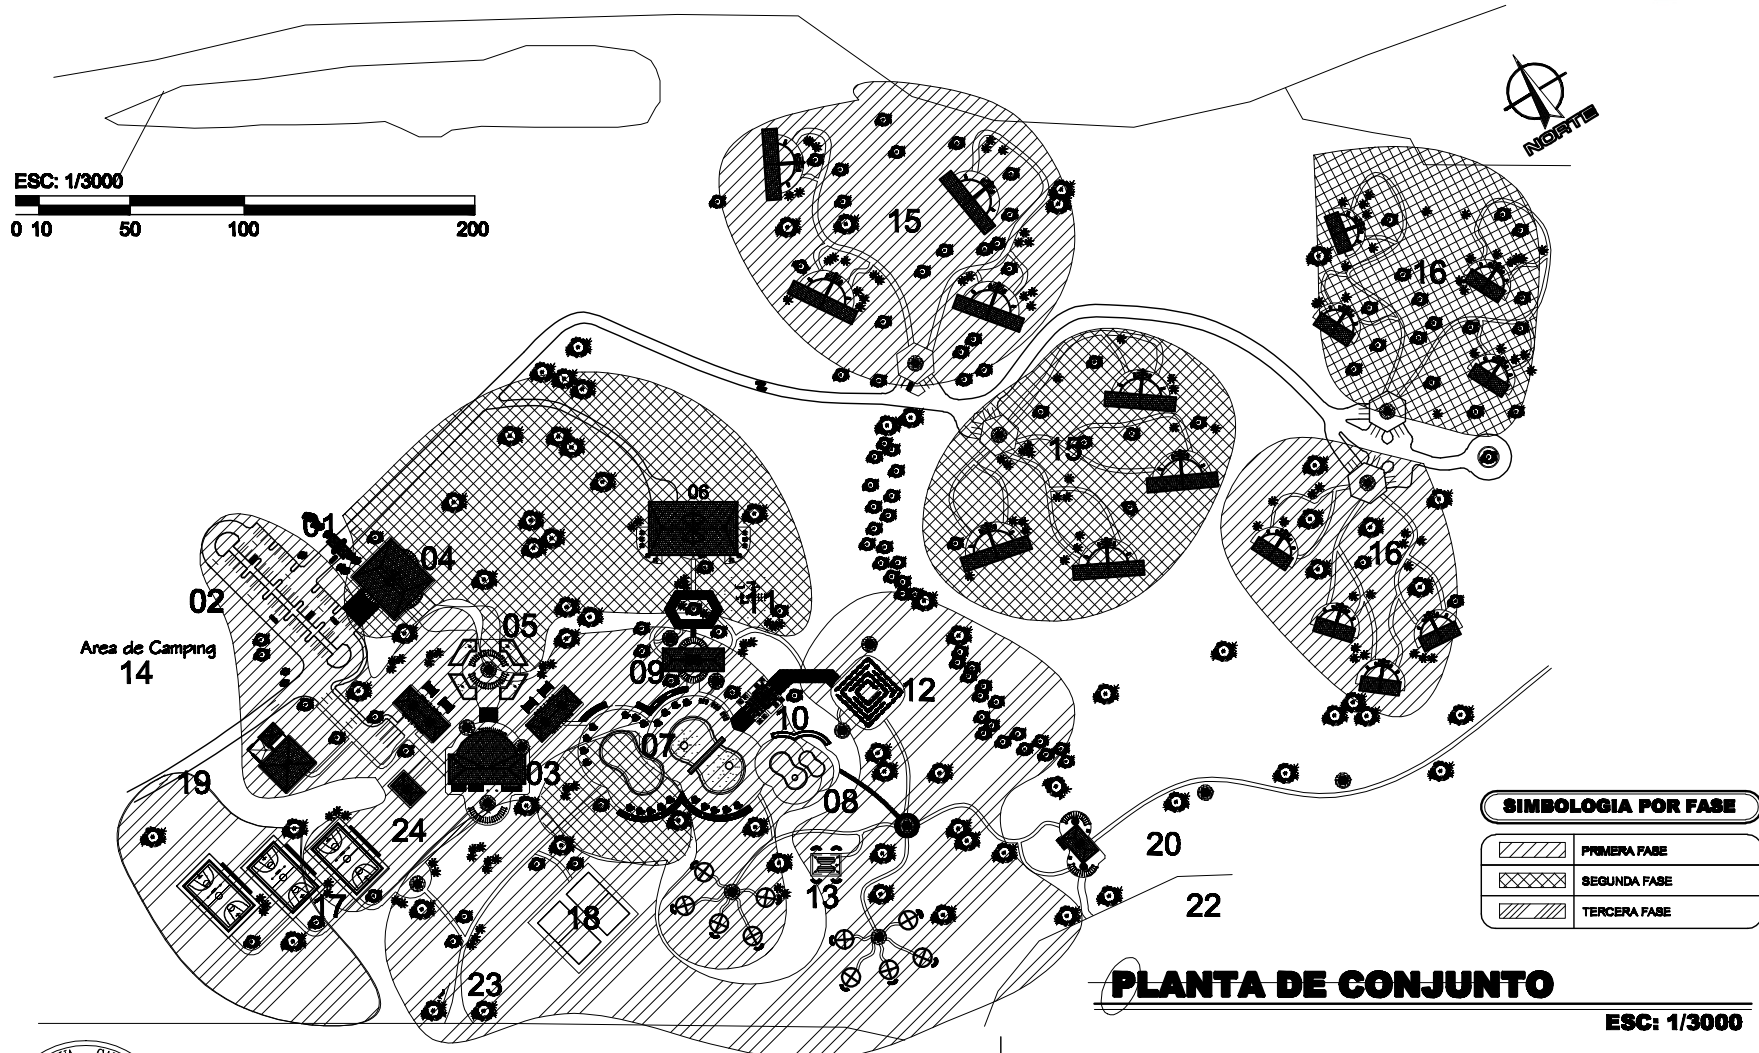 NORTE
ESC: 1/3000
0 10 50 100 200
15
16
15
06
01
04
16
02
11
05
Area de Camping
14
09
12
10
07
03
19
08
SIMBOLOGIA POR FASE
24
20
PRIMERA FASE
SEGUNDA FASE
13
17
18
22
TERCERA FASE
23
PLANTA DE CONJUNTO
ESC: 1/3000